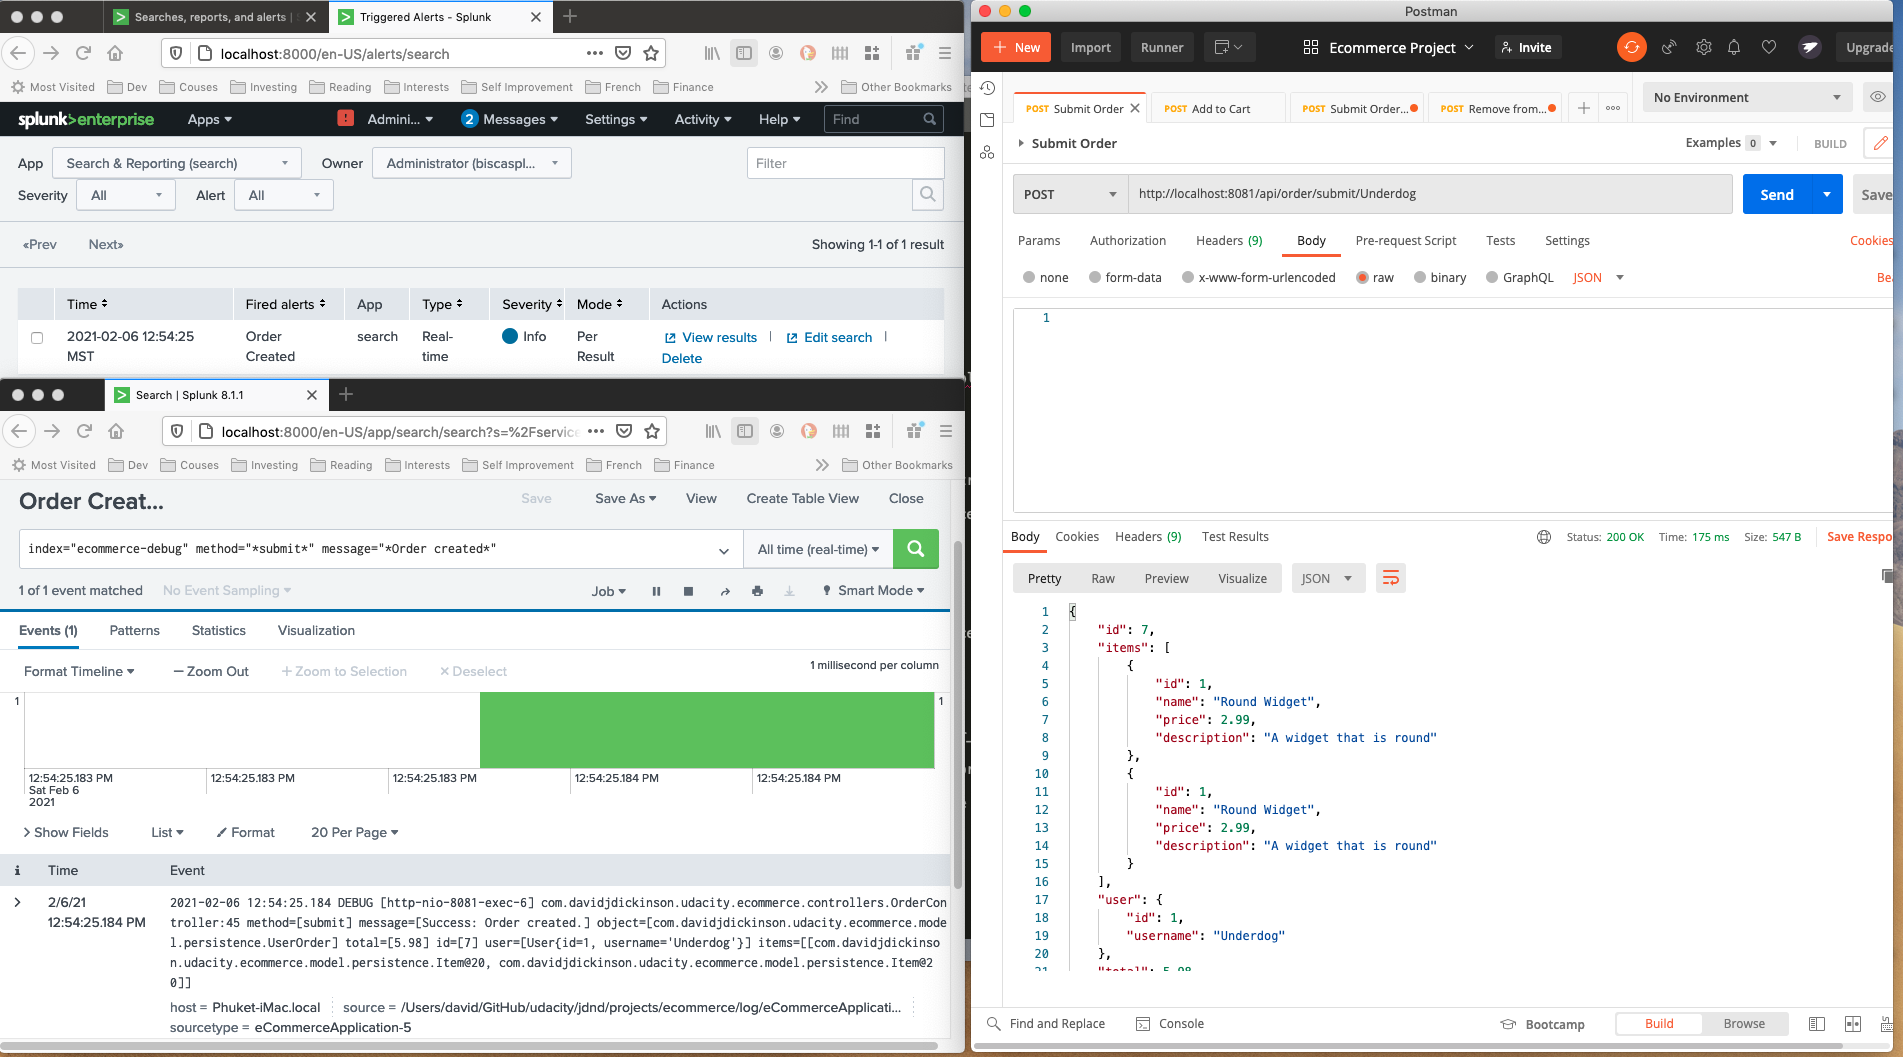 Searches, reports, and alerts |
Triggered Alerts - Splunk
localhost:8000/en-US/alerts/search
Most Visited Dev Couses Investing Reading Interests Self Improvement French Finance Other Bookmarks
splunk>enterprise Apps Admini... 2 Messages Settings Activity Help Find
App Search & Reporting (search) Owner Administrator (biscaspl... Filter
Severity All Alert All
«Prev Next» Showing 1-1 of 1 result
Time Fired alerts App Type Severity Mode Actions
2021-02-06 12:54:25 MST Order Created search Real-time Info Per Result View results | Edit search | Delete
Search | Splunk 8.1.1
localhost:8000/en-US/app/search/search?s=%2Fservice
Most Visited Dev Couses Investing Reading Interests Self Improvement French Finance Other Bookmarks
Order Creat... Save Save As View Create Table View Close
index="ecommerce-debug" method="*submit*" message="*Order created*" All time (real-time)
1 of 1 event matched No Event Sampling Job Smart Mode
Events (1) Patterns Statistics Visualization
Format Timeline — Zoom Out + Zoom to Selection × Deselect 1 millisecond per column
1 1
12:54:25.183 PM 12:54:25.183 PM 12:54:25.183 PM 12:54:25.184 PM 12:54:25.184 PM
Sat Feb 6
2021
> Show Fields List Format 20 Per Page
i Time Event
> 2/6/21
12:54:25.184 PM
2021-02-06 12:54:25.184 DEBUG [http-nio-8081-exec-6] com.davidjdickinson.udacity.ecommerce.controllers.OrderCon
troller:45 method=[submit] message=[Success: Order created.] object=[com.davidjdickinson.udacity.ecommerce.mode
l.persistence.UserOrder] total=[5.98] id=[7] user=[User{id=1, username='Underdog'}] items=[[com.davidjdickinso
n.udacity.ecommerce.model.persistence.Item@20, com.davidjdickinson.udacity.ecommerce.model.persistence.Item@2
0]]
host = Phuket-iMac.local source = /Users/david/GitHub/udacity/jdnd/projects/ecommerce/log/eCommerceApplicati...
sourcetype = eCommerceApplication-5
Postman
+ New Import Runner Ecommerce Project Invite Upgrade
POST Submit Order POST Add to Cart POST Submit Order... POST Remove from... No Environment
Submit Order Examples 0 BUILD
POST http://localhost:8081/api/order/submit/Underdog Send Save
Params Authorization Headers (9) Body Pre-request Script Tests Settings Cookies
none form-data x-www-form-urlencoded raw binary GraphQL JSON Bea
1
Body Cookies Headers (9) Test Results Status: 200 OK Time: 175 ms Size: 547 B Save Respo
Pretty Raw Preview Visualize JSON
1 {
2 "id": 7,
3 "items": [
4 {
5 "id": 1,
6 "name": "Round Widget",
7 "price": 2.99,
8 "description": "A widget that is round"
9 },
10 {
11 "id": 1,
12 "name": "Round Widget",
13 "price": 2.99,
14 "description": "A widget that is round"
15 }
16 ],
17 "user": {
18 "id": 1,
19 "username": "Underdog"
20 },
21 "total": 5.98
Find and Replace Console Bootcamp Build Browse